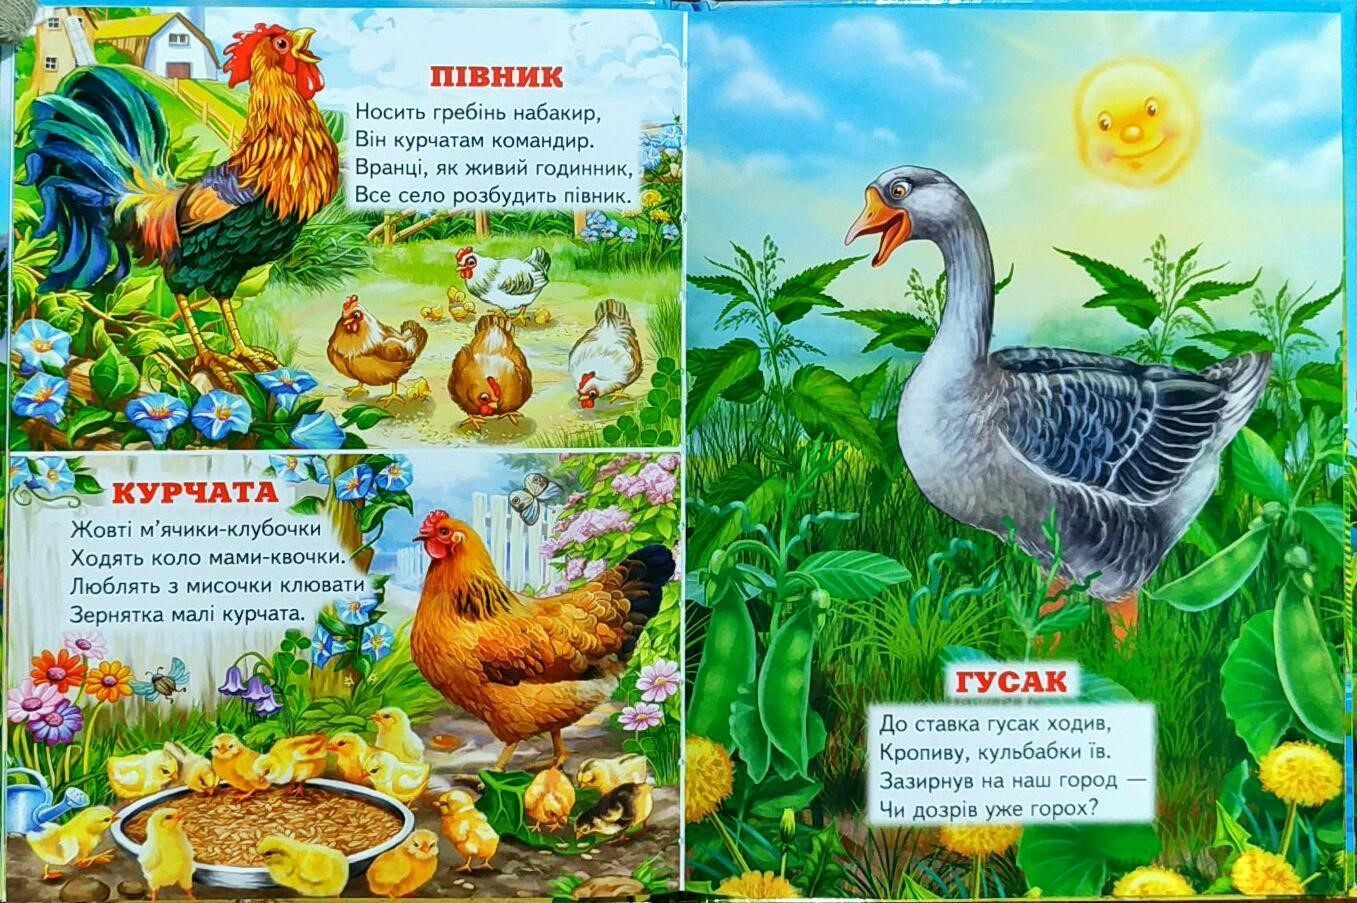 ПІВНИК
Носить гребінь набакир,
Він курчатам командир.
Вранці, як живий годинник,
Все село розбудить півник.
КУРЧАТА
Жовті м’ячики-клубочки
Ходять коло мами-квочки.
Люблять з мисочки клювати
Зернятка малі курчата.
ГУСАК
До ставка гусак ходив,
Кропиву, кульбабки їв.
Зазирнув на наш город —
Чи дозрів уже горох?